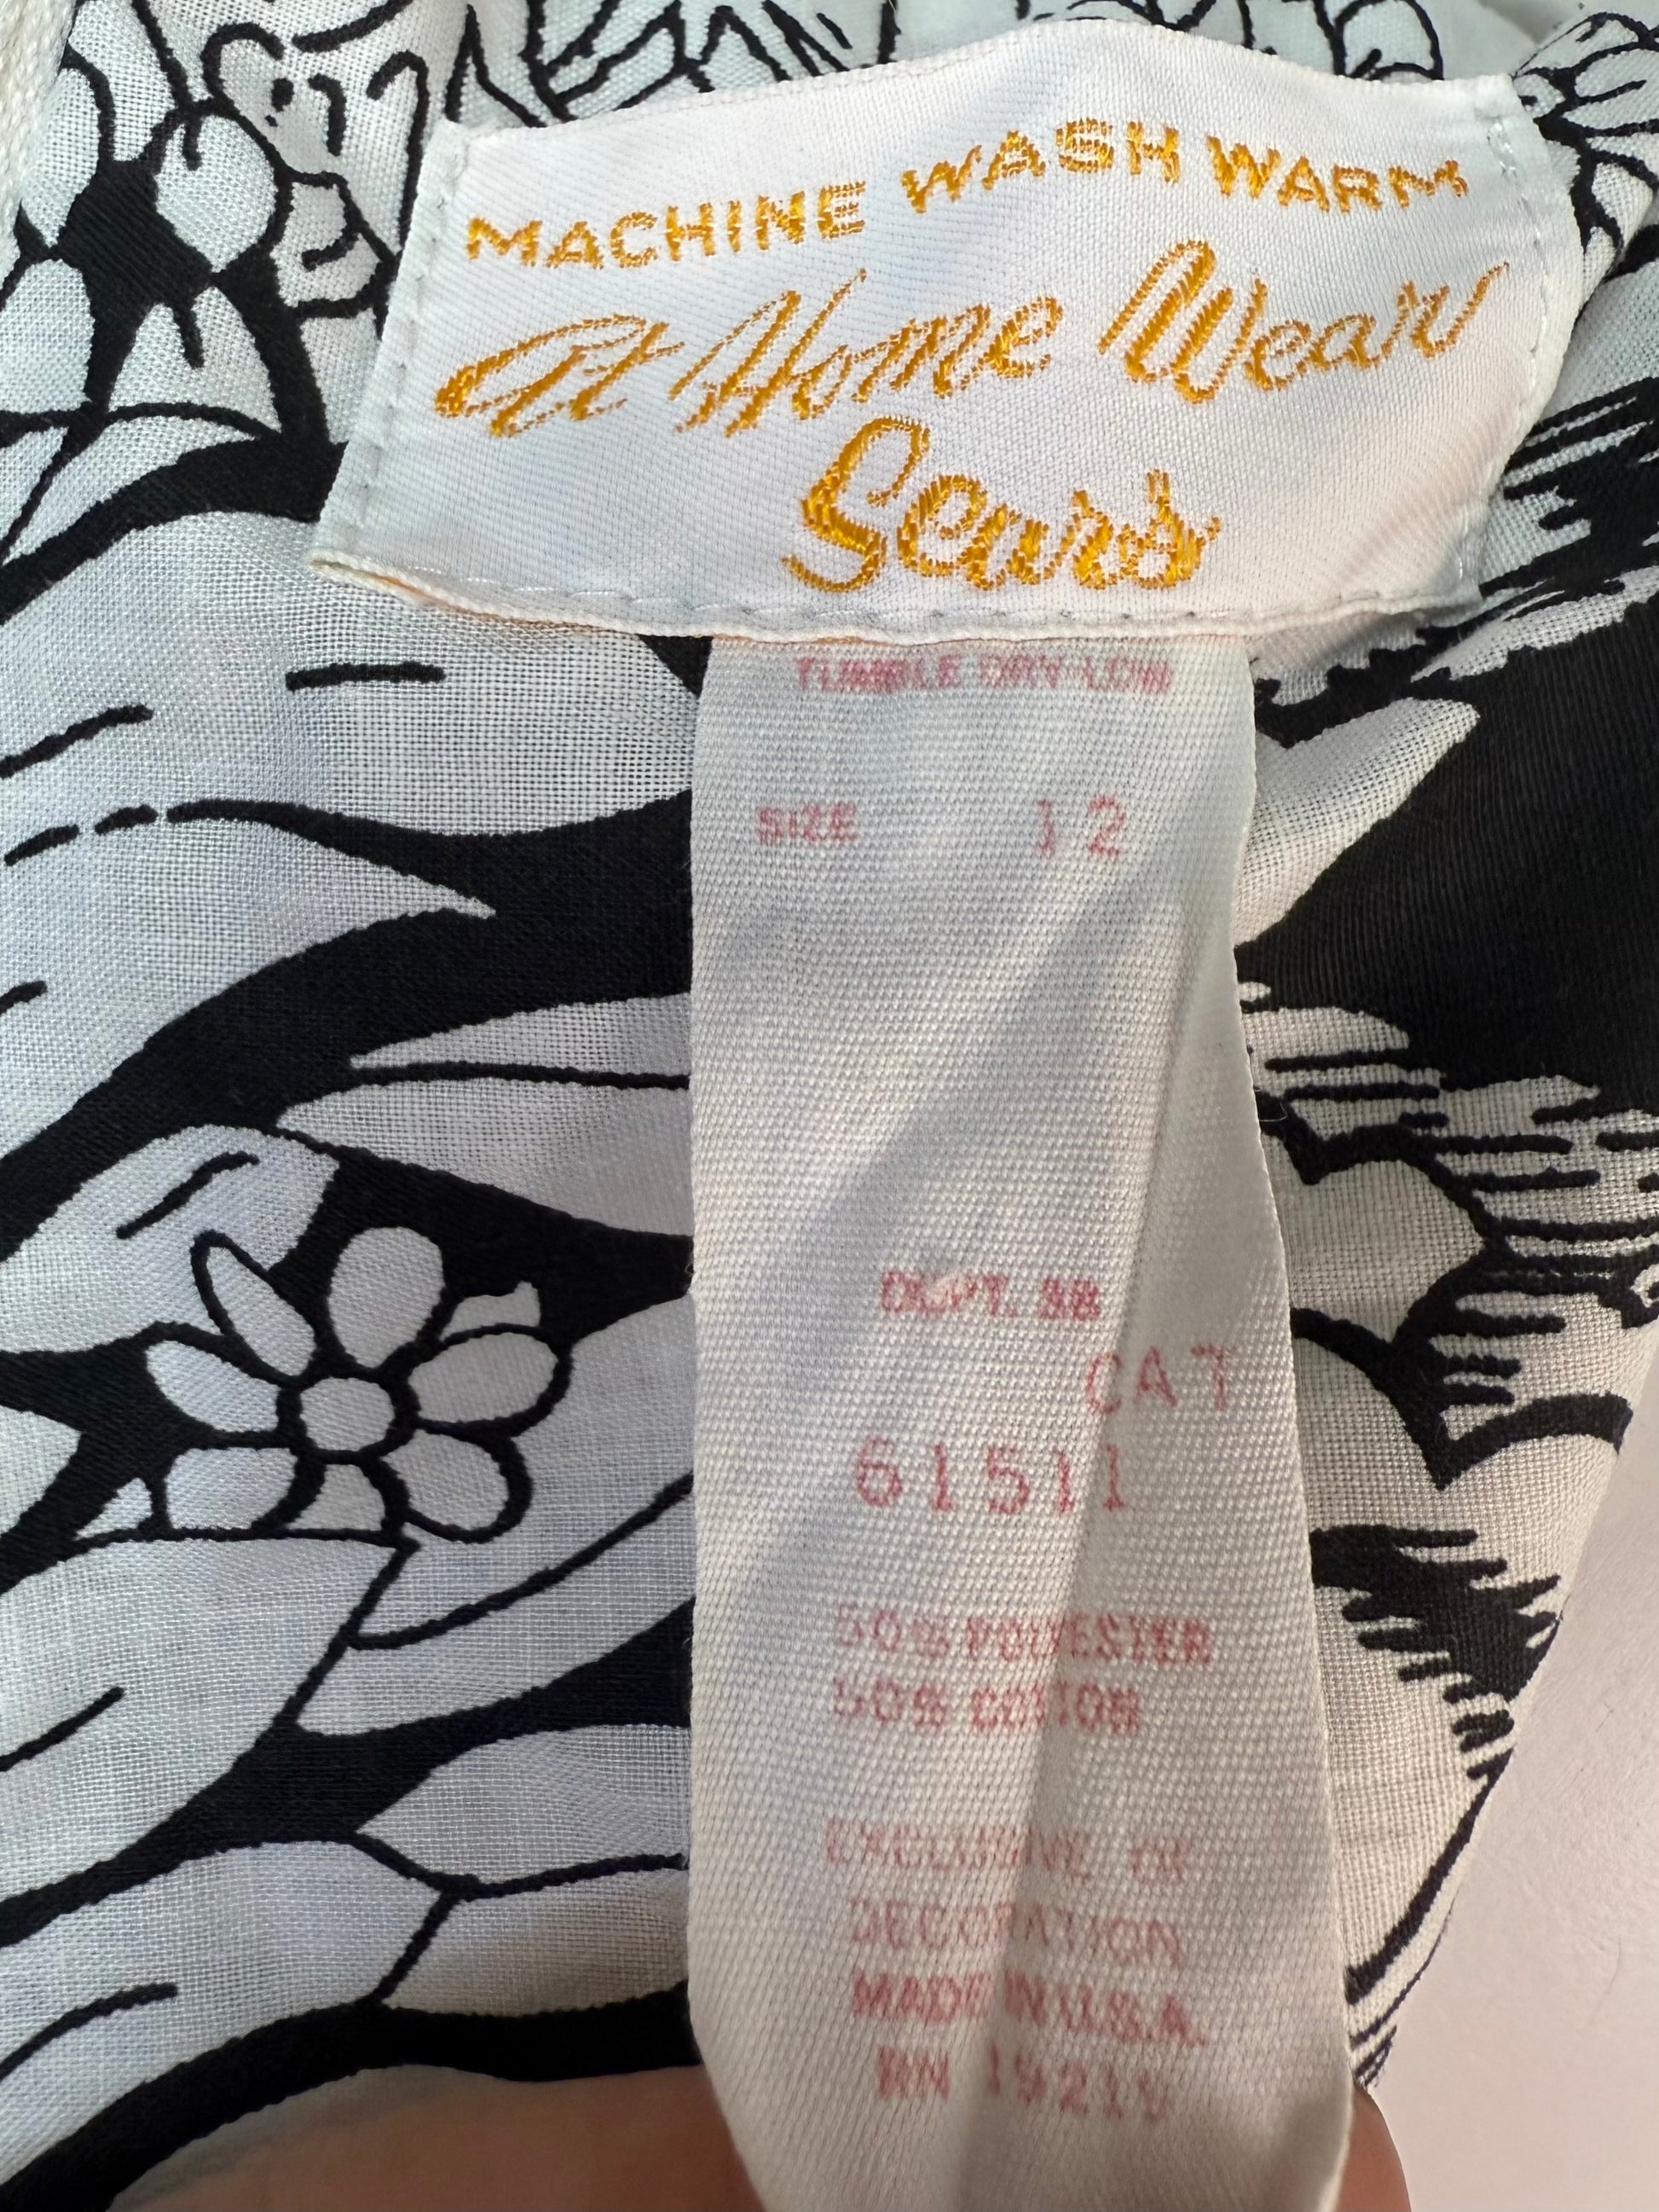 MACHINE WASH WARM
At Home Wear
Sears
TUMBLE DRY-LOW
SIZE 12
DEPT. 38
CAT
61511
50% POLYESTER
50% COTTON
EXCLUSIVE OF
DECORATION
MADE IN U.S.A.
RN 19219